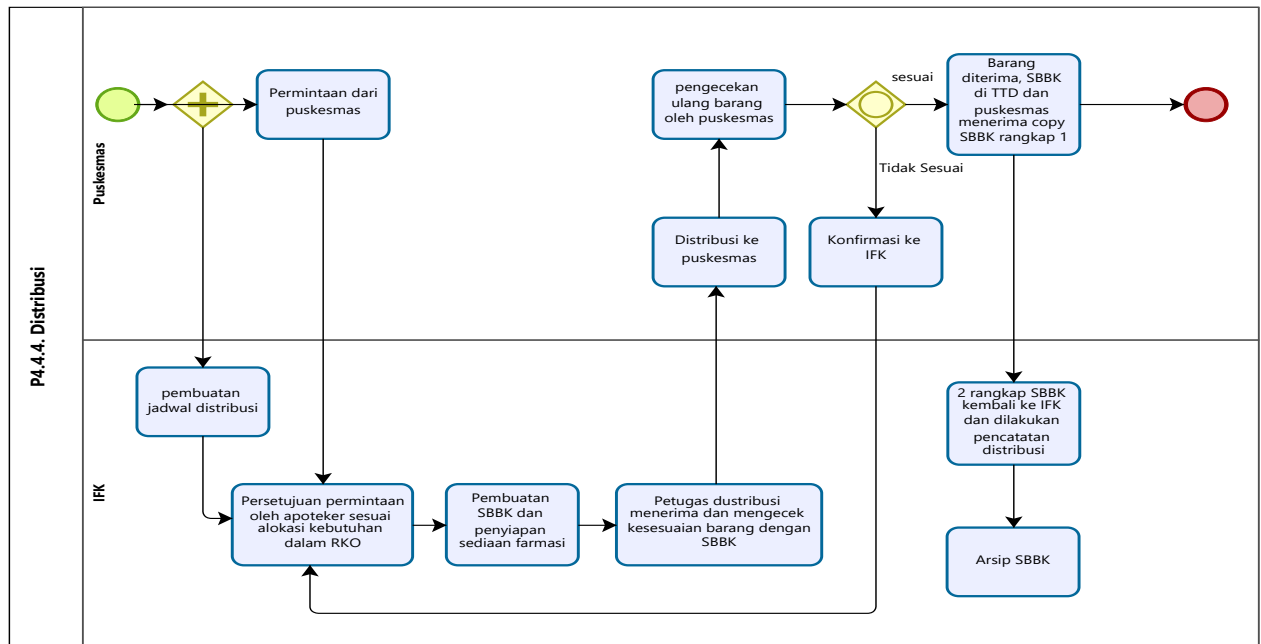 P4.4.4. Distribusi
Puskesmas
Permintaan dari
puskesmas
pengecekan
ulang barang
oleh puskesmas
sesuai
Barang
diterima, SBBK
di TTD dan
puskesmas
menerima copy
SBBK rangkap 1
Tidak Sesuai
Distribusi ke
puskesmas
Konfirmasi ke
IFK
IFK
pembuatan
jadwal distribusi
2 rangkap SBBK
kembali ke IFK
dan dilakukan
pencatatan
distribusi
Persetujuan permintaan
oleh apoteker sesuai
alokasi kebutuhan
dalam RKO
Pembuatan
SBBK dan
penyiapan
sediaan farmasi
Petugas dustribusi
menerima dan mengecek
kesesuaian barang dengan
SBBK
Arsip SBBK